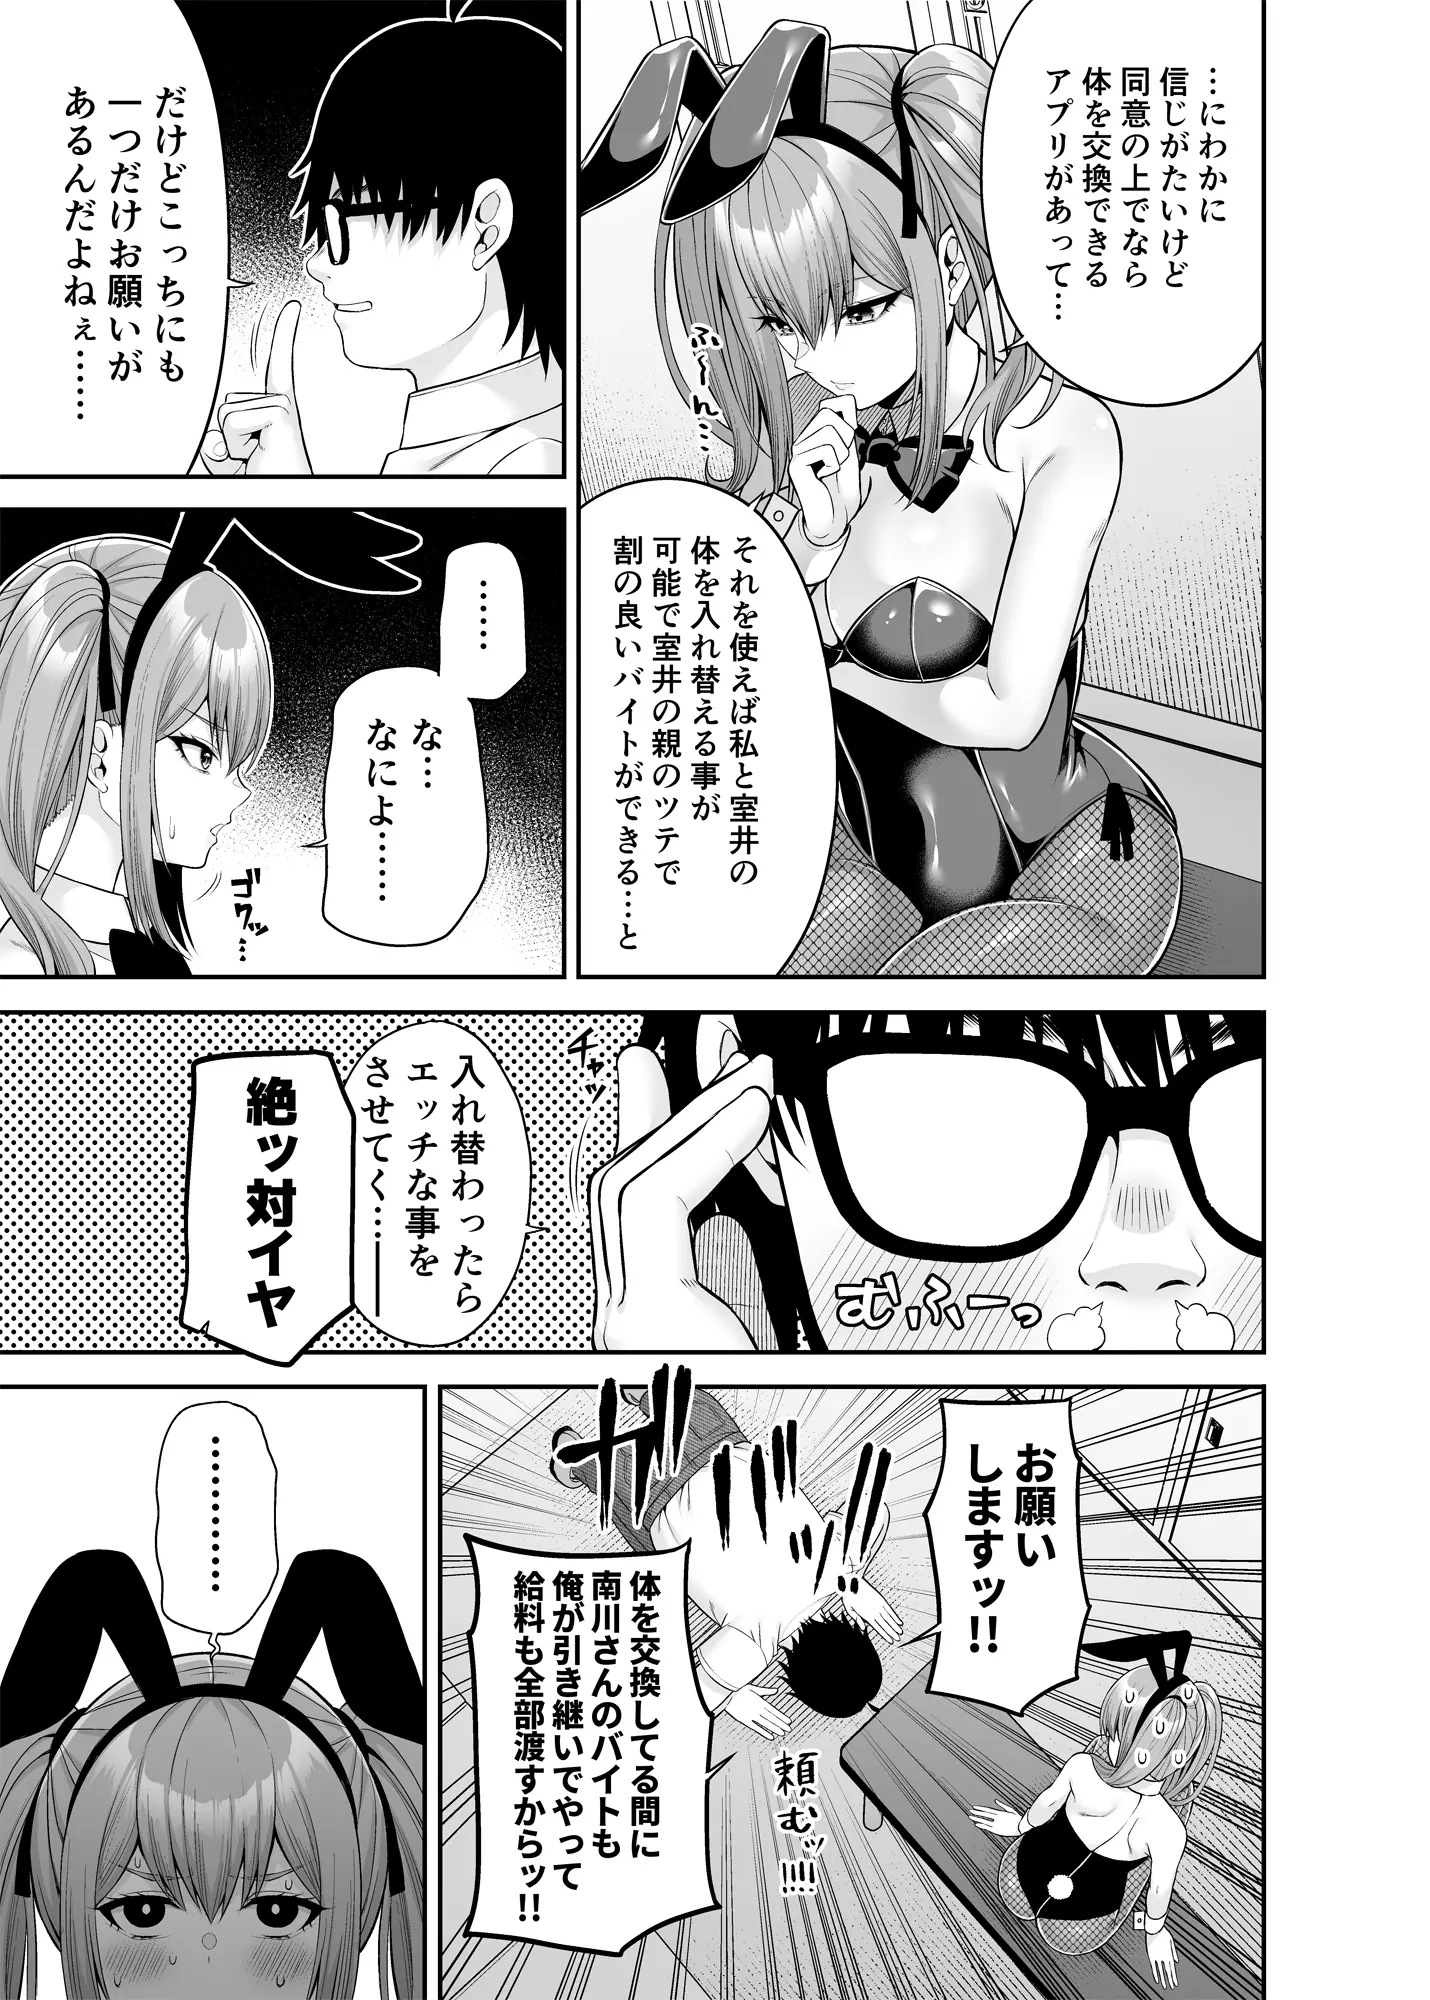 …にわかに
信じがたいけど
同意の上でなら
体を交換できる
アプリがあって…
ふ〜ん…
それを使えば私と室井の
体を入れ替える事が
可能で室井の親のツテで
割の良いバイトができる…と
だけどこっちにも
一つだけお願いが
あるんだよねぇ……
……
な…
なによ……
ゴクッ…
チャッ
むふーっ
入れ替わったら
エッチな事を
させてく…──
絶ッ対イヤ
お願い
しますッ!!
ガバッ!!
体を交換してる間に
南川さんのバイトも
俺が引き継いでやって
給料も全部渡すからッ!!
頼むッ!!!!
………